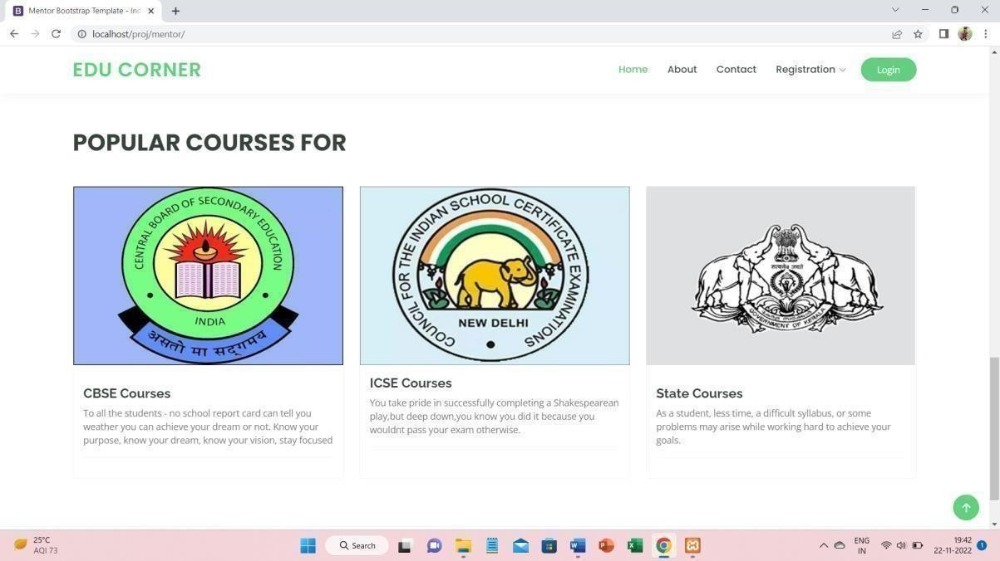 Mentor Bootstrap Template - Ind
localhost/proj/mentor/
EDU CORNER
Home About Contact Registration Login
POPULAR COURSES FOR
CENTRAL BOARD OF SECONDARY EDUCATION
INDIA
असतो मा सद्गमय
COUNCIL FOR THE INDIAN SCHOOL CERTIFICATE EXAMINATIONS
NEW DELHI
सत्यमेव जयते
GOVERNMENT OF KERALA
CBSE Courses
To all the students - no school report card can tell you
weather you can achieve your dream or not. Know your
purpose, know your dream, know your vision, stay focused
ICSE Courses
You take pride in successfully completing a Shakespearean
play,but deep down,you know you did it because you
wouldnt pass your exam otherwise.
State Courses
As a student, less time, a difficult syllabus, or some
problems may arise while working hard to achieve your
goals.
25°C
AQI 73
Search
ENG
IN
19:42
22-11-2022
1